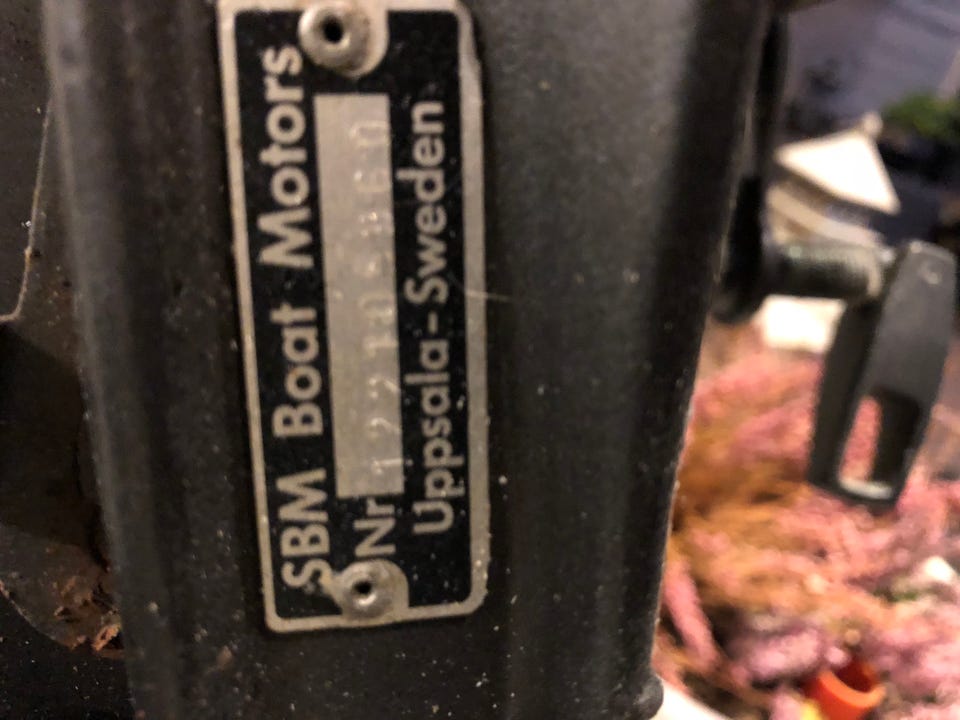 SBM Boat Motors
Nr
Uppsala-Sweden